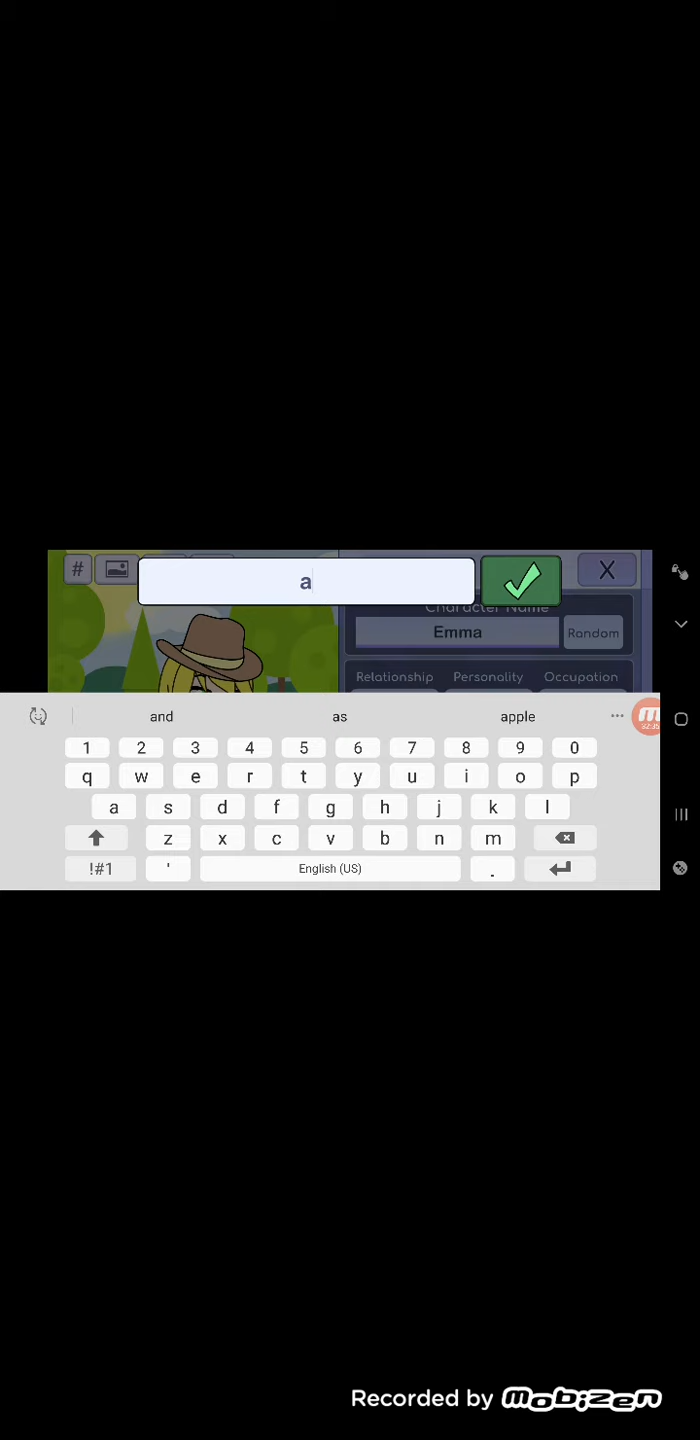 #
a
X
Character Name
Emma
Random
Relationship Personality Occupation
and as apple ...
1 2 3 4 5 6 7 8 9 0
q w e r t y u i o p
a s d f g h j k l
z x c v b n m
!#1 ' English (US) .
Recorded by mobizen